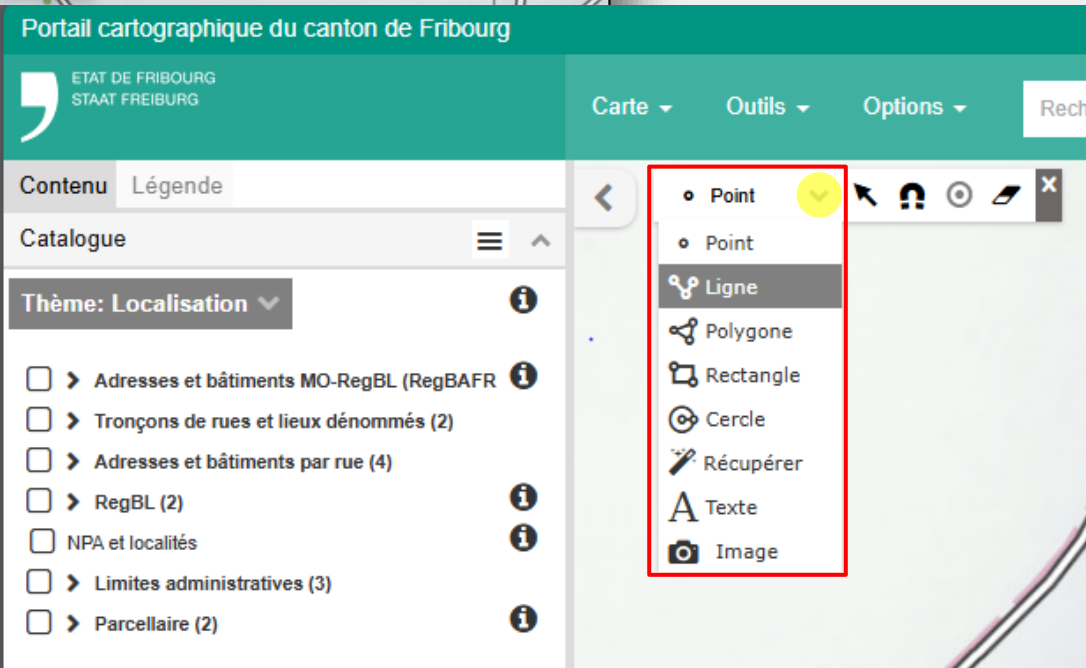 Portail cartographique du canton de Fribourg
ETAT DE FRIBOURG
STAAT FREIBURG
Carte
Outils
Options
Rech
Contenu
Légende
Catalogue
Thème: Localisation
Adresses et bâtiments MO-RegBL (RegBAFR
Tronçons de rues et lieux dénommés (2)
Adresses et bâtiments par rue (4)
RegBL (2)
NPA et localités
Limites administratives (3)
Parcellaire (2)
Point
Point
Ligne
Polygone
Rectangle
Cercle
Récupérer
A Texte
Image